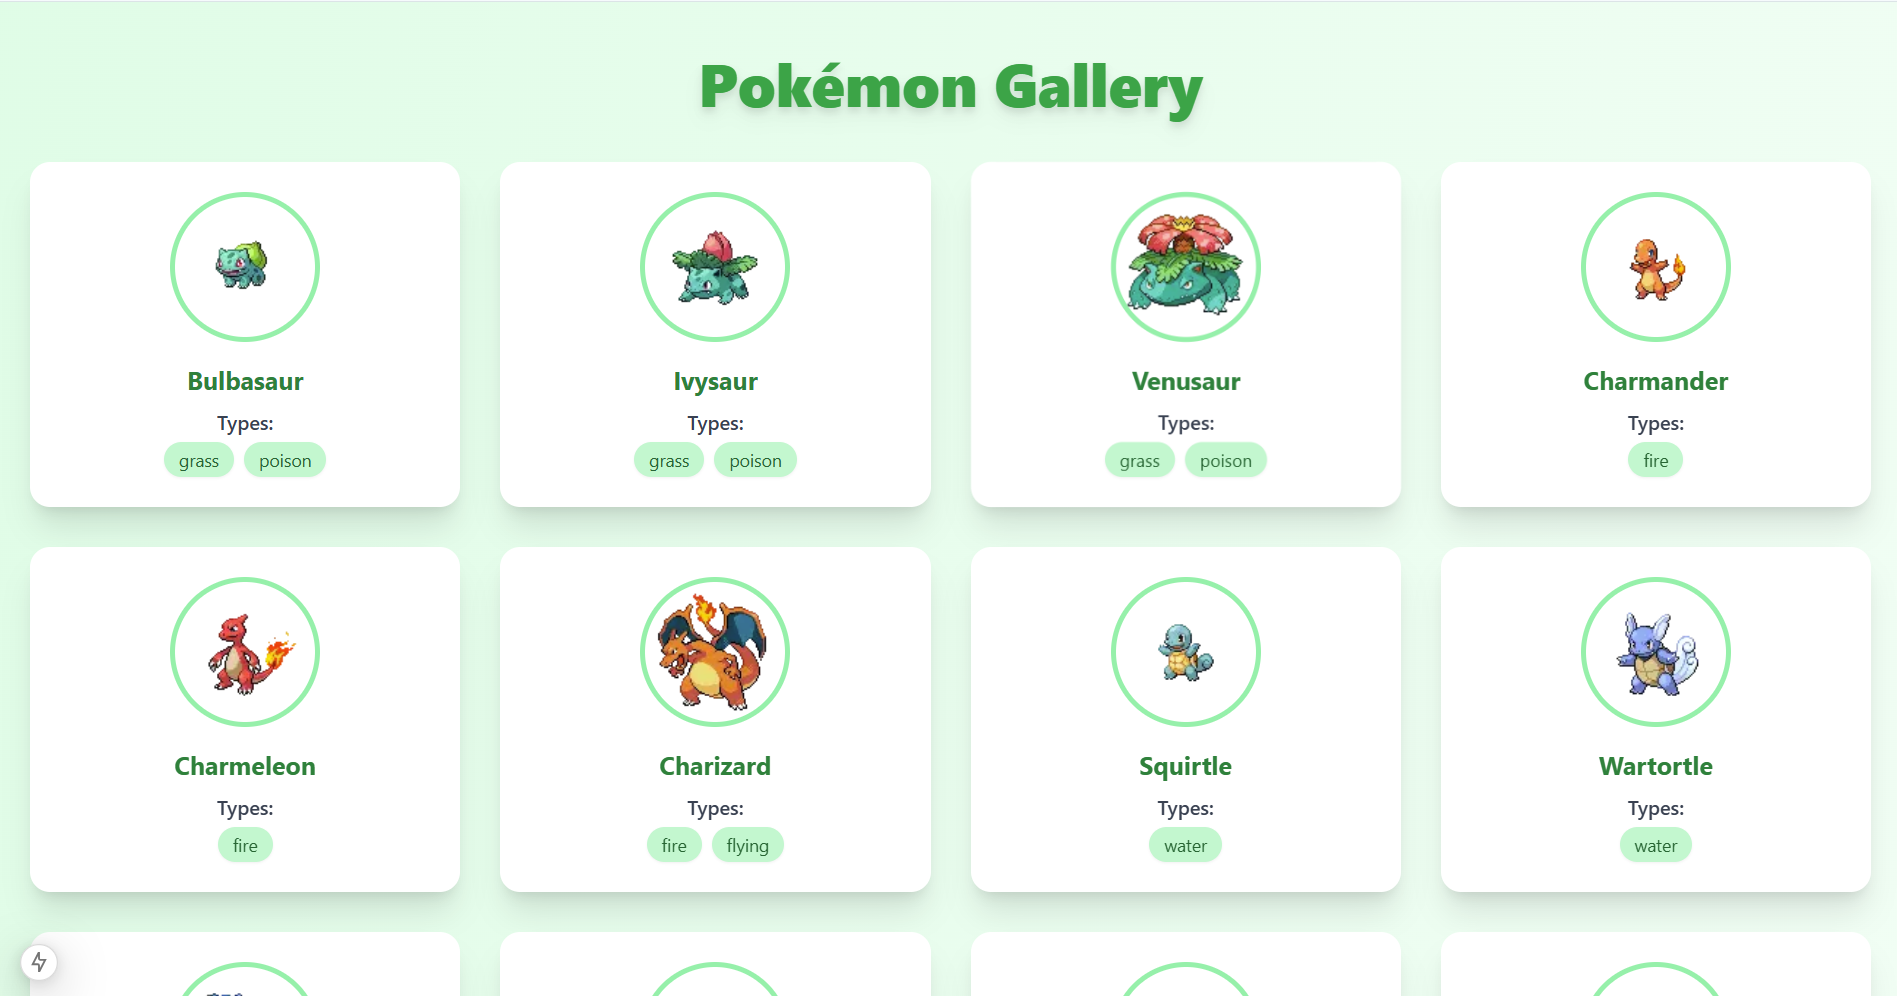 Pokémon Gallery
Bulbasaur
Types:
grass poison
Ivysaur
Types:
grass poison
Venusaur
Types:
grass poison
Charmander
Types:
fire
Charmeleon
Types:
fire
Charizard
Types:
fire flying
Squirtle
Types:
water
Wartortle
Types:
water